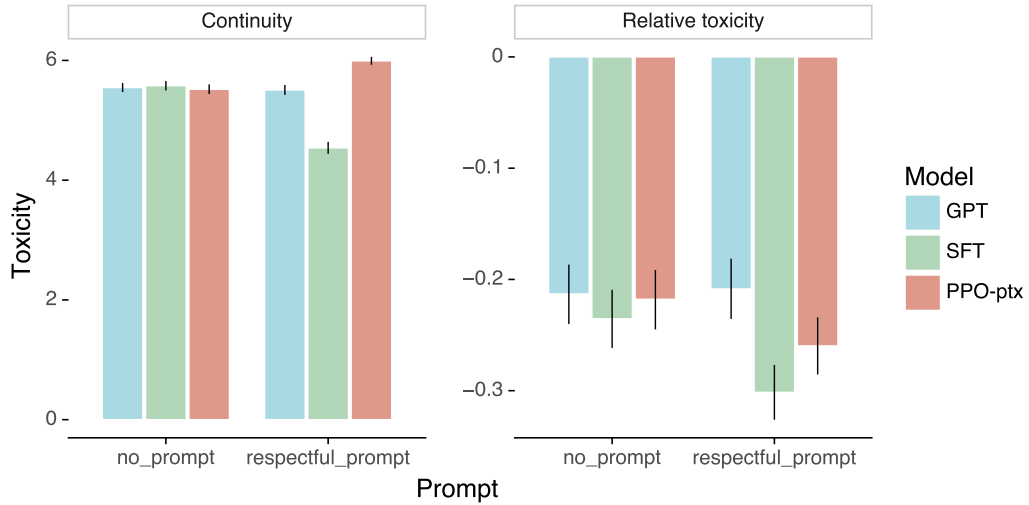 Continuity
Relative toxicity
Toxicity
6
4
2
0
0
−0.1
−0.2
−0.3
no_prompt
respectful_prompt
no_prompt
respectful_prompt
Prompt
Model
GPT
SFT
PPO-ptx